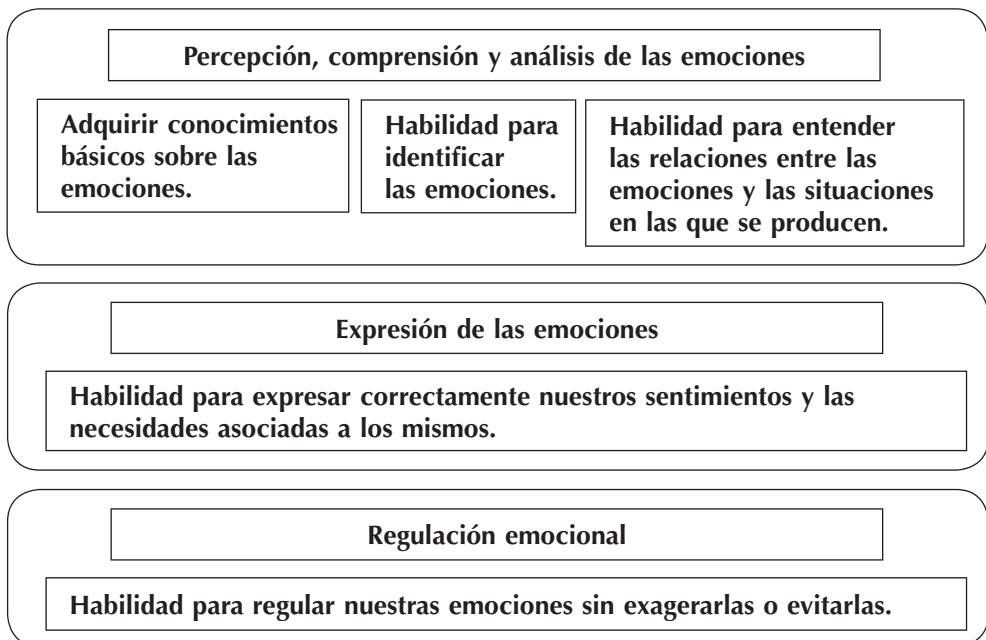 Percepción, comprensión y análisis de las emociones
Adquirir conocimientos
básicos sobre las
emociones.
Habilidad para
identificar
las emociones.
Habilidad para entender
las relaciones entre las
emociones y las situaciones
en las que se producen.
Expresión de las emociones
Habilidad para expresar correctamente nuestros sentimientos y las
necesidades asociadas a los mismos.
Regulación emocional
Habilidad para regular nuestras emociones sin exagerarlas o evitarlas.